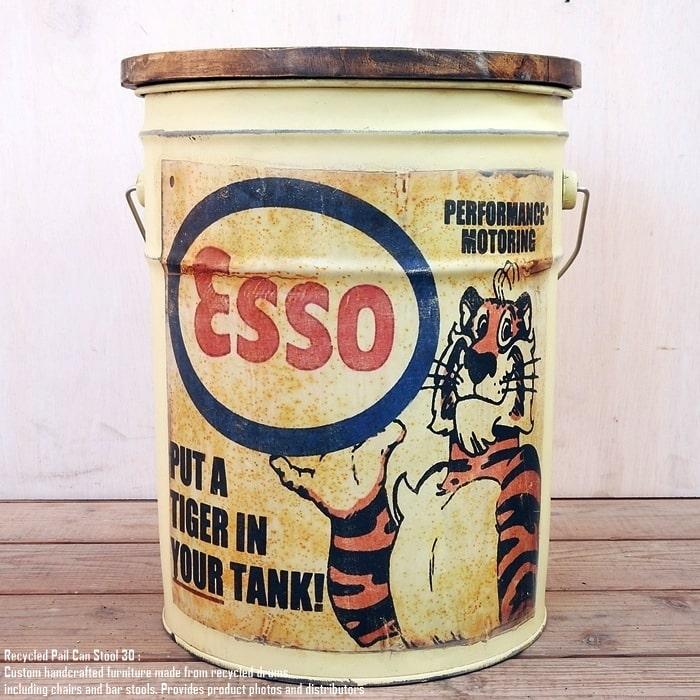 PERFORMANCE
MOTORING
Esso
PUT A
TIGER IN
YOUR TANK!
Recycled Pail Can Stool 30 :
Custom handcrafted furniture made from recycled drums
including chairs and bar stools. Provides product photos and distributors